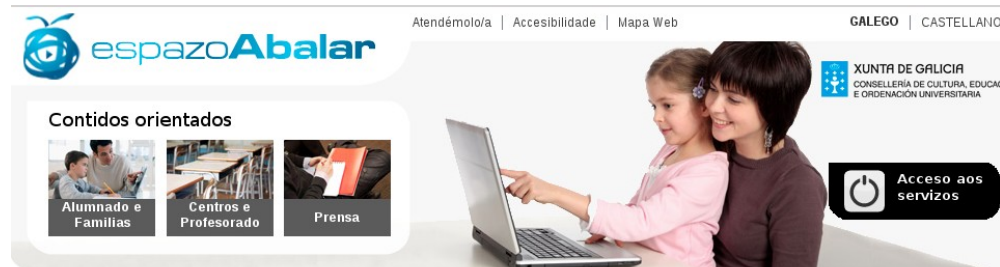 espazoAbalar
Atendémolo/a | Accesibilidade | Mapa Web
GALEGO | CASTELLANO
XUNTA DE GALICIA
CONSELLERÍA DE CULTURA, EDUCAC
E ORDENACIÓN UNIVERSITARIA
Contidos orientados
Alumnado e
Familias
Centros e
Profesorado
Prensa
Acceso aos
servizos